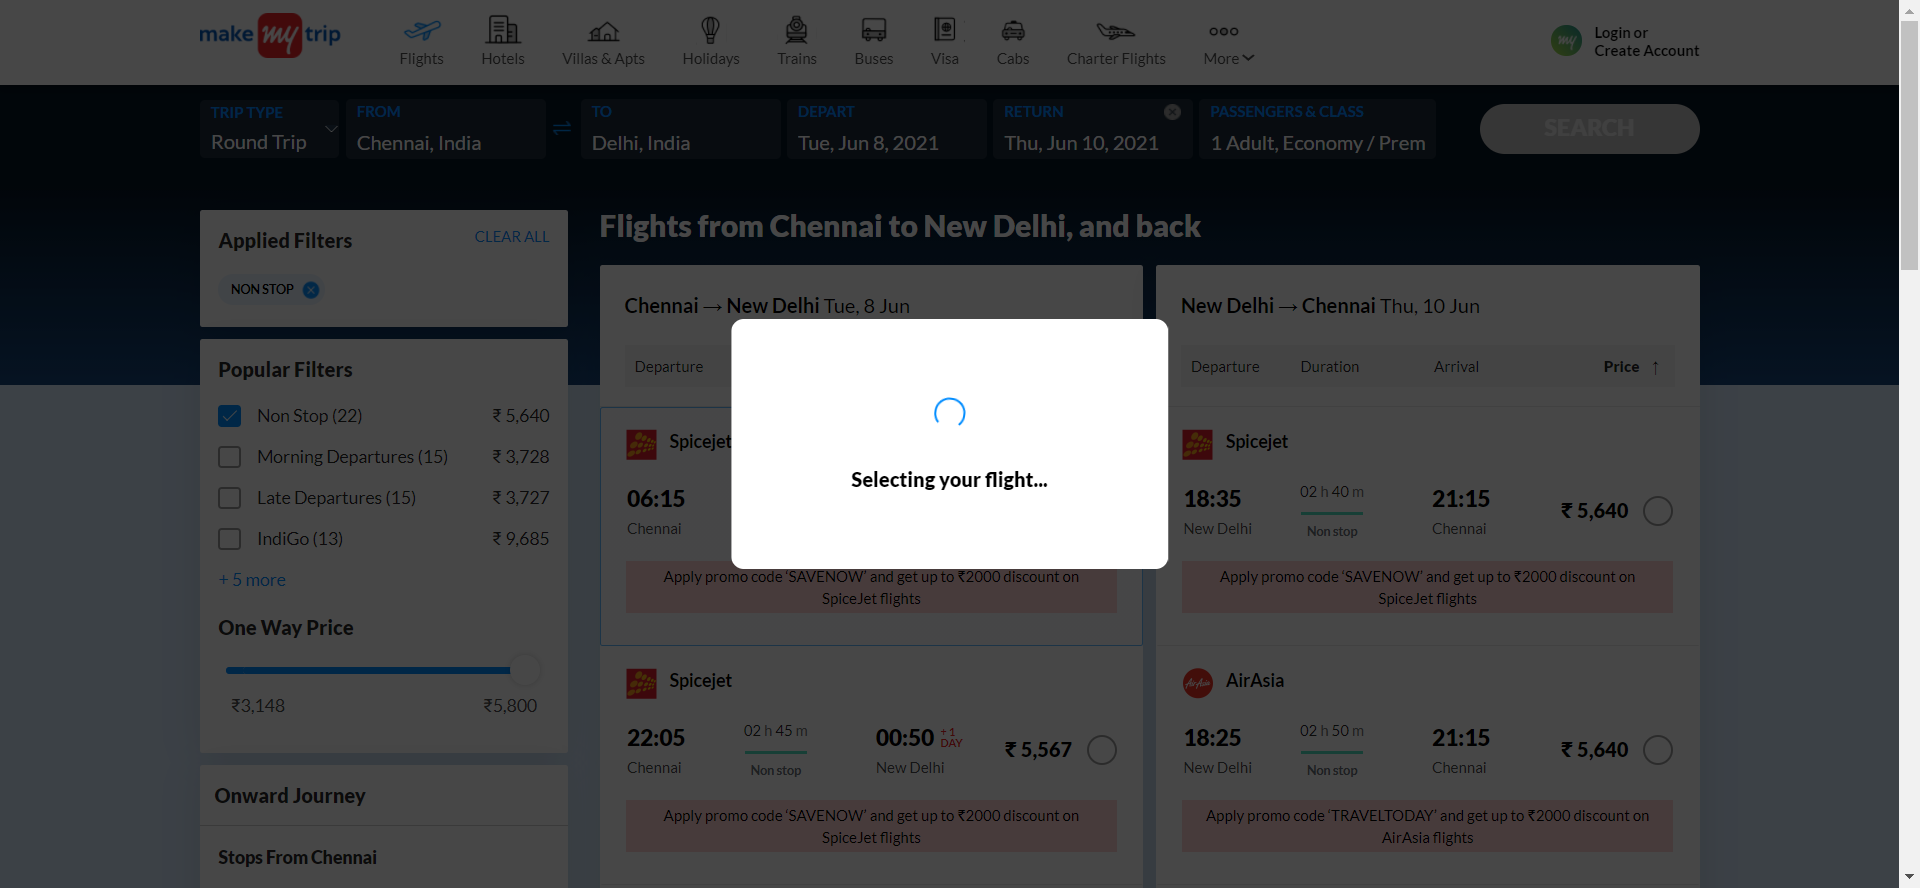 make my trip
Flights
Hotels
Villas & Apts
Holidays
Trains
Buses
Visa
Cabs
Charter Flights
More
my
Login or
Create Account
TRIP TYPE
Round Trip
FROM
Chennai, India
TO
Delhi, India
DEPART
Tue, Jun 8, 2021
RETURN
Thu, Jun 10, 2021
PASSENGERS & CLASS
1 Adult, Economy / Prem
SEARCH
Applied Filters
CLEAR ALL
NON STOP
Popular Filters
Non Stop (22) ₹ 5,640
Morning Departures (15) ₹ 3,728
Late Departures (15) ₹ 3,727
IndiGo (13) ₹ 9,685
+ 5 more
One Way Price
₹3,148 ₹5,800
Onward Journey
Stops From Chennai
Flights from Chennai to New Delhi, and back
Chennai → New Delhi Tue, 8 Jun
Departure
Spicejet
06:15
Chennai
Apply promo code ‘SAVENOW’ and get up to ₹2000 discount on
SpiceJet flights
Spicejet
22:05 02 h 45 m 00:50 + 1 DAY ₹ 5,567
Chennai Non stop New Delhi
Apply promo code ‘SAVENOW’ and get up to ₹2000 discount on
SpiceJet flights
Selecting your flight...
New Delhi → Chennai Thu, 10 Jun
Departure Duration Arrival Price ↑
Spicejet
18:35 02 h 40 m 21:15 ₹ 5,640
New Delhi Non stop Chennai
Apply promo code ‘SAVENOW’ and get up to ₹2000 discount on
SpiceJet flights
AirAsia
AirAsia
18:25 02 h 50 m 21:15 ₹ 5,640
New Delhi Non stop Chennai
Apply promo code ‘TRAVELTODAY’ and get up to ₹2000 discount on
AirAsia flights